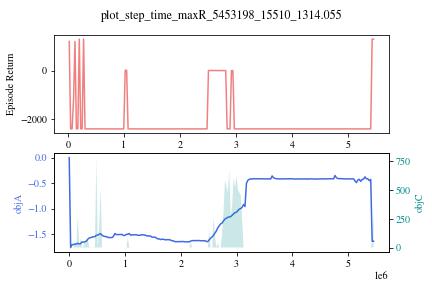 plot_step_time_maxR_5453198_15510_1314.055
Episode Return
0
−2000
0 1 2 3 4 5
objA
0.0
−0.5
−1.0
−1.5
objC
750
500
250
0
0 1 2 3 4 5
1e6